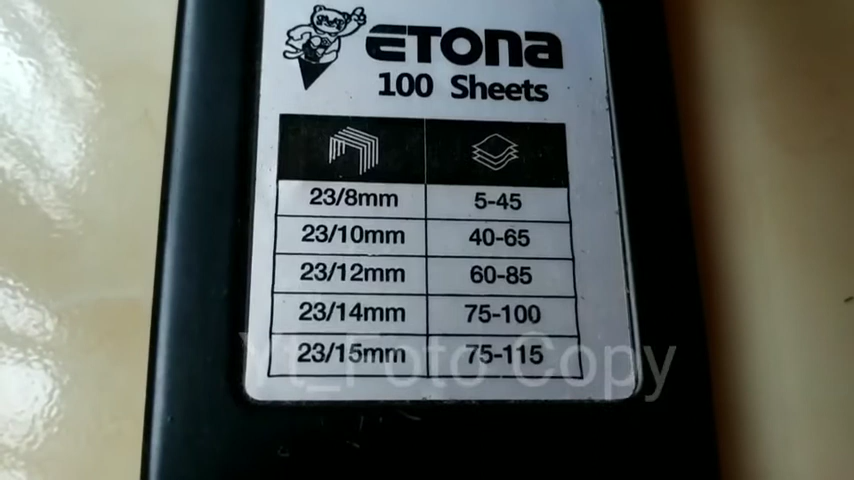 ETONA
100 Sheets
23/8mm 5-45
23/10mm 40-65
23/12mm 60-85
23/14mm 75-100
23/15mm 75-115
Yt_Foto Copy